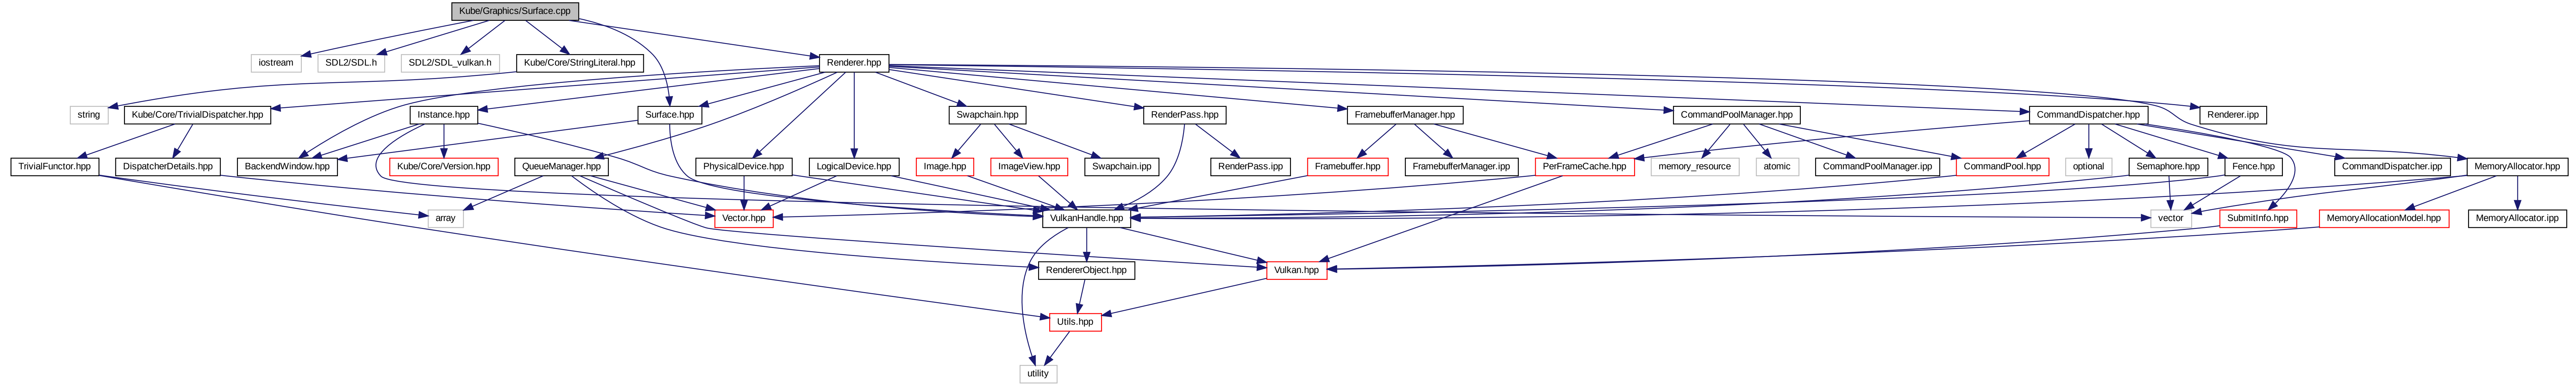 Kube/Graphics/Surface.cpp
iostream
SDL2/SDL.h
SDL2/SDL_vulkan.h
Kube/Core/StringLiteral.hpp
Renderer.hpp
string
Kube/Core/TrivialDispatcher.hpp
Instance.hpp
Surface.hpp
Swapchain.hpp
RenderPass.hpp
FramebufferManager.hpp
CommandPoolManager.hpp
CommandDispatcher.hpp
Renderer.ipp
TrivialFunctor.hpp
DispatcherDetails.hpp
BackendWindow.hpp
Kube/Core/Version.hpp
QueueManager.hpp
PhysicalDevice.hpp
LogicalDevice.hpp
Image.hpp
ImageView.hpp
Swapchain.ipp
RenderPass.ipp
Framebuffer.hpp
FramebufferManager.ipp
PerFrameCache.hpp
memory_resource
atomic
CommandPoolManager.ipp
CommandPool.hpp
optional
Semaphore.hpp
Fence.hpp
CommandDispatcher.ipp
MemoryAllocator.hpp
array
Vector.hpp
VulkanHandle.hpp
vector
SubmitInfo.hpp
MemoryAllocationModel.hpp
MemoryAllocator.ipp
RendererObject.hpp
Vulkan.hpp
Utils.hpp
utility